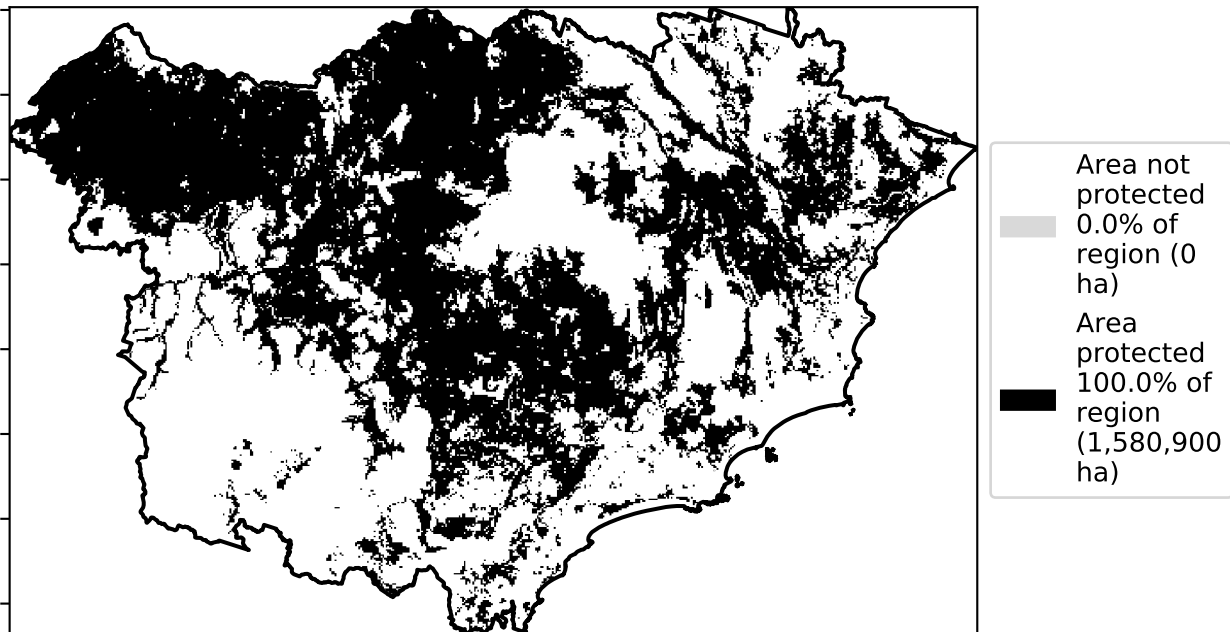 Area not
protected
0.0% of
region (0
ha)
Area
protected
100.0% of
region
(1,580,900
ha)